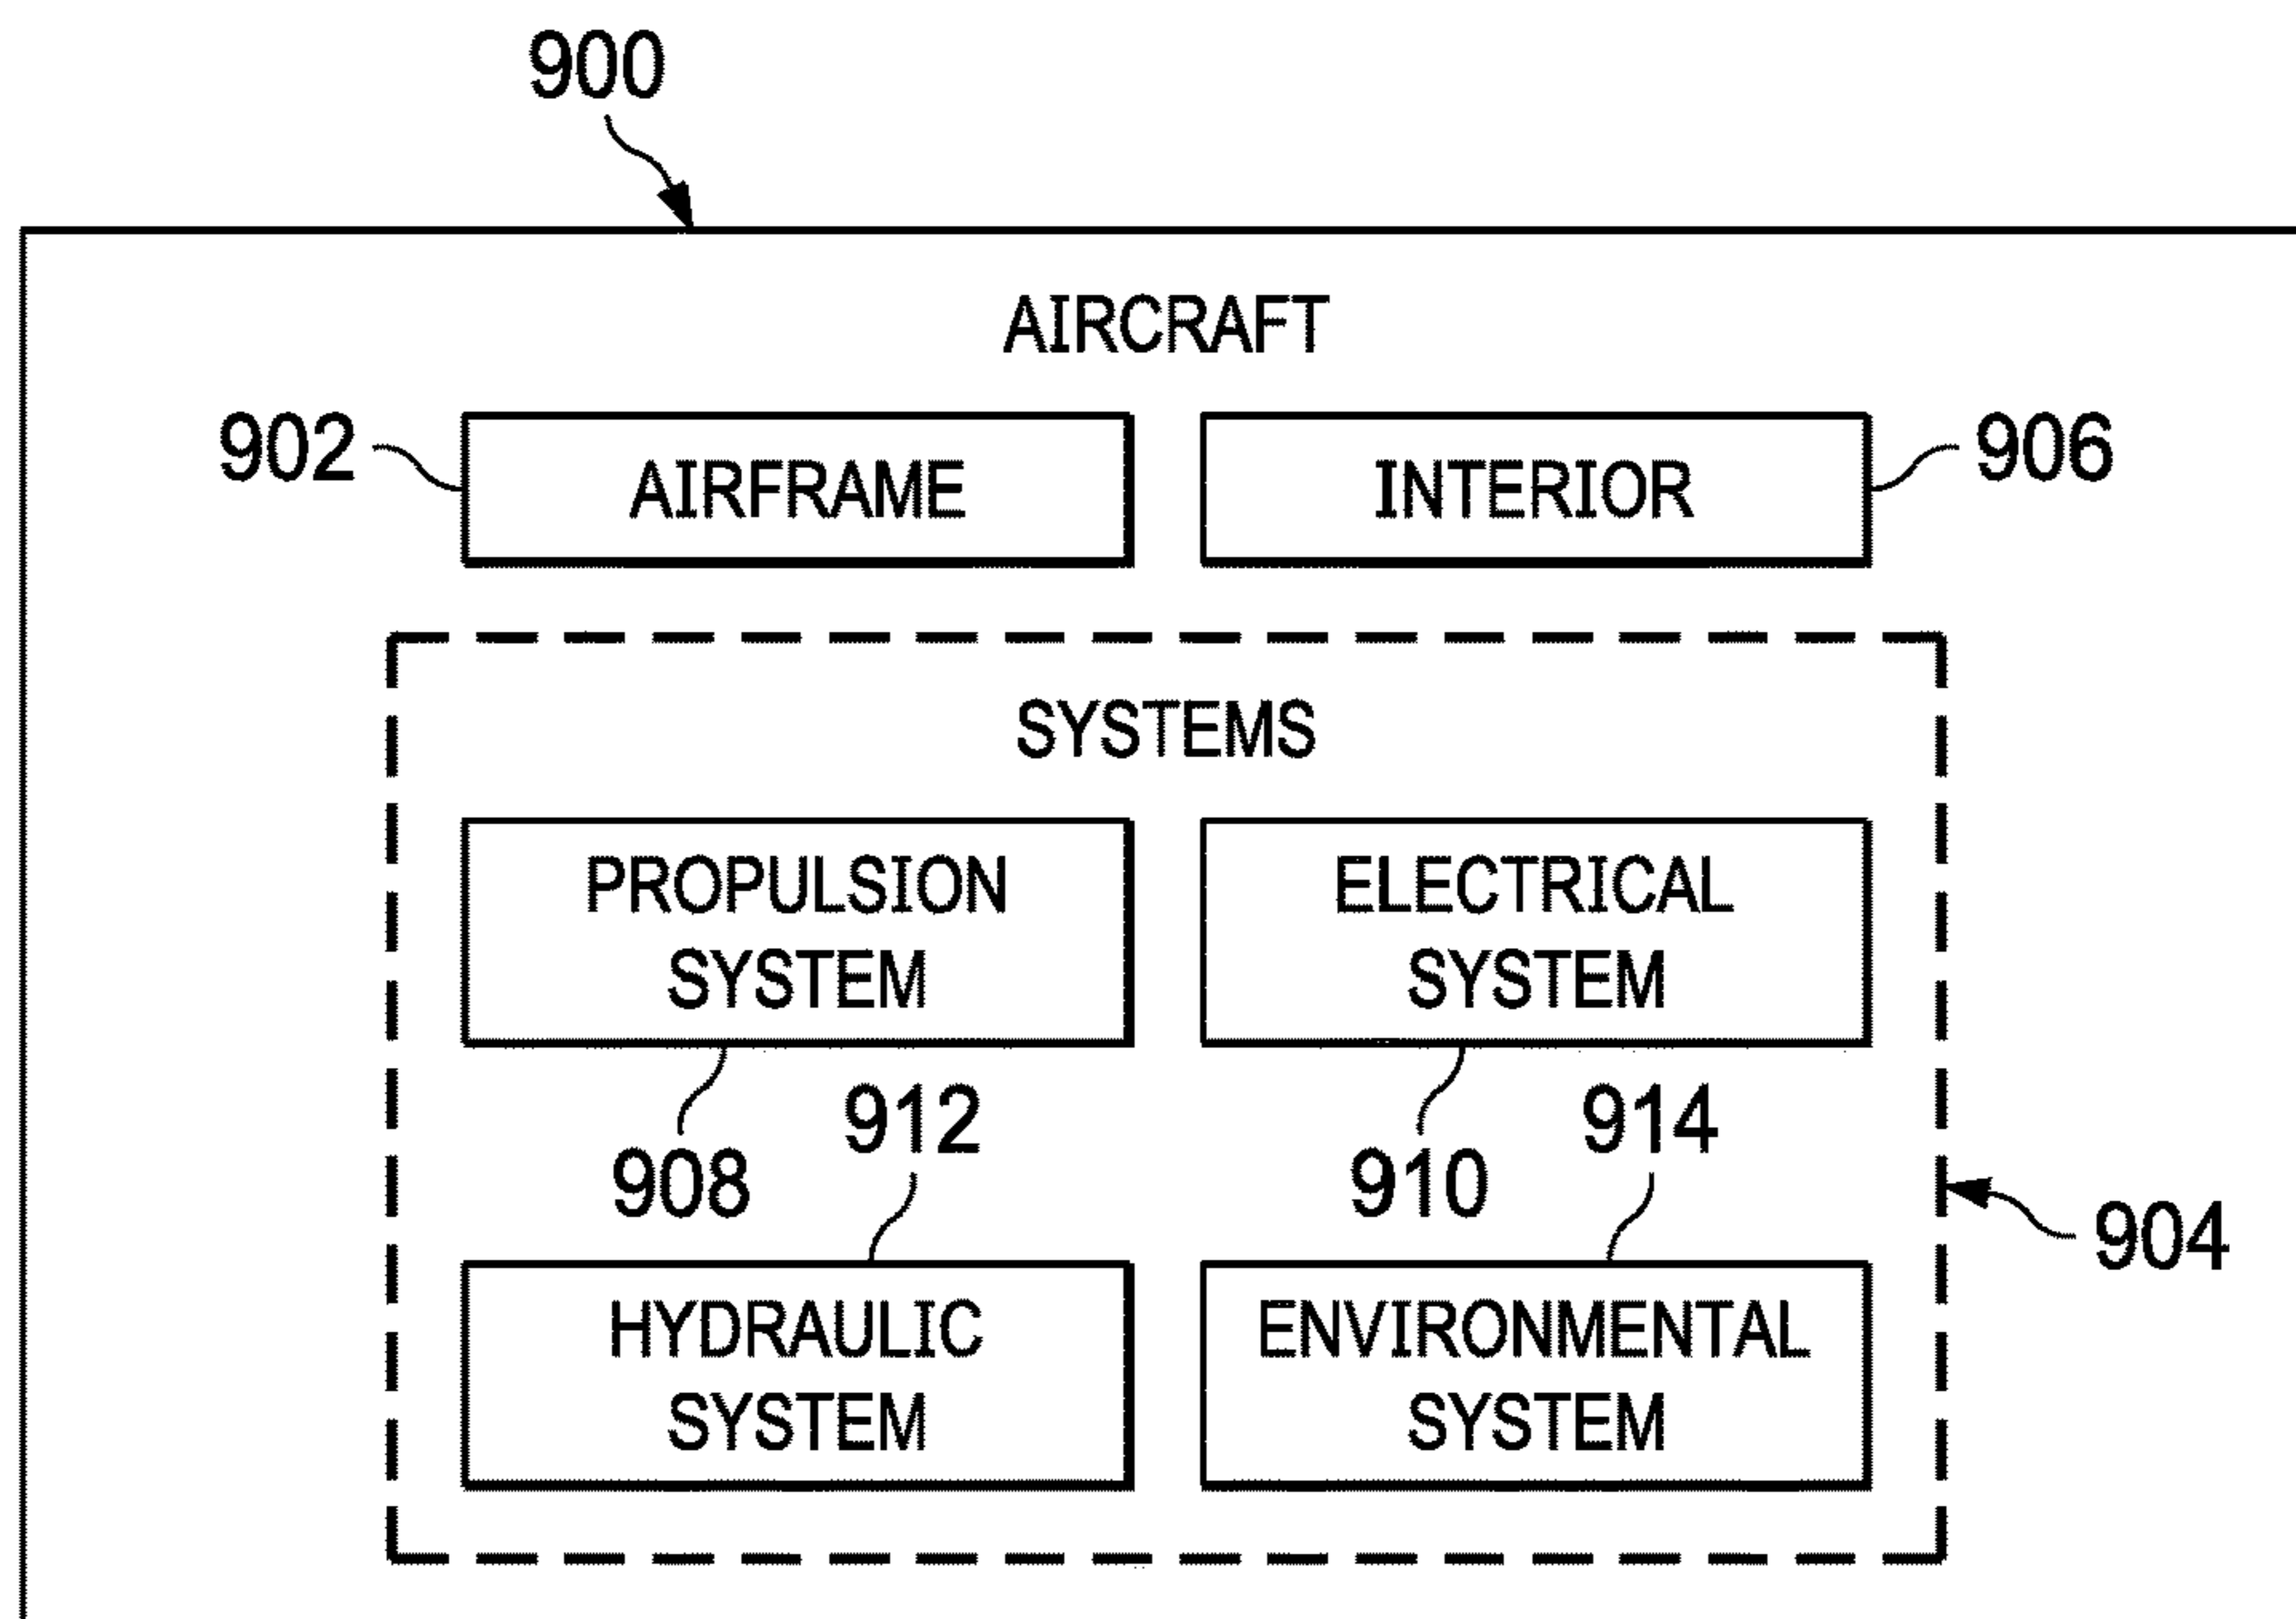 900
AIRCRAFT
902
AIRFRAME
INTERIOR
906
SYSTEMS
PROPULSION
SYSTEM
ELECTRICAL
SYSTEM
908
912
910
914
904
HYDRAULIC
SYSTEM
ENVIRONMENTAL
SYSTEM